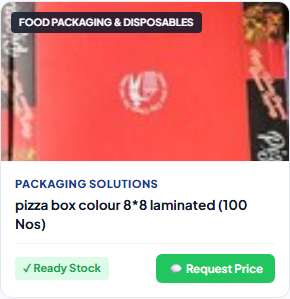 FOOD PACKAGING & DISPOSABLES
PACKAGING SOLUTIONS
pizza box colour 8*8 laminated (100
Nos)
✓ Ready Stock
Request Price